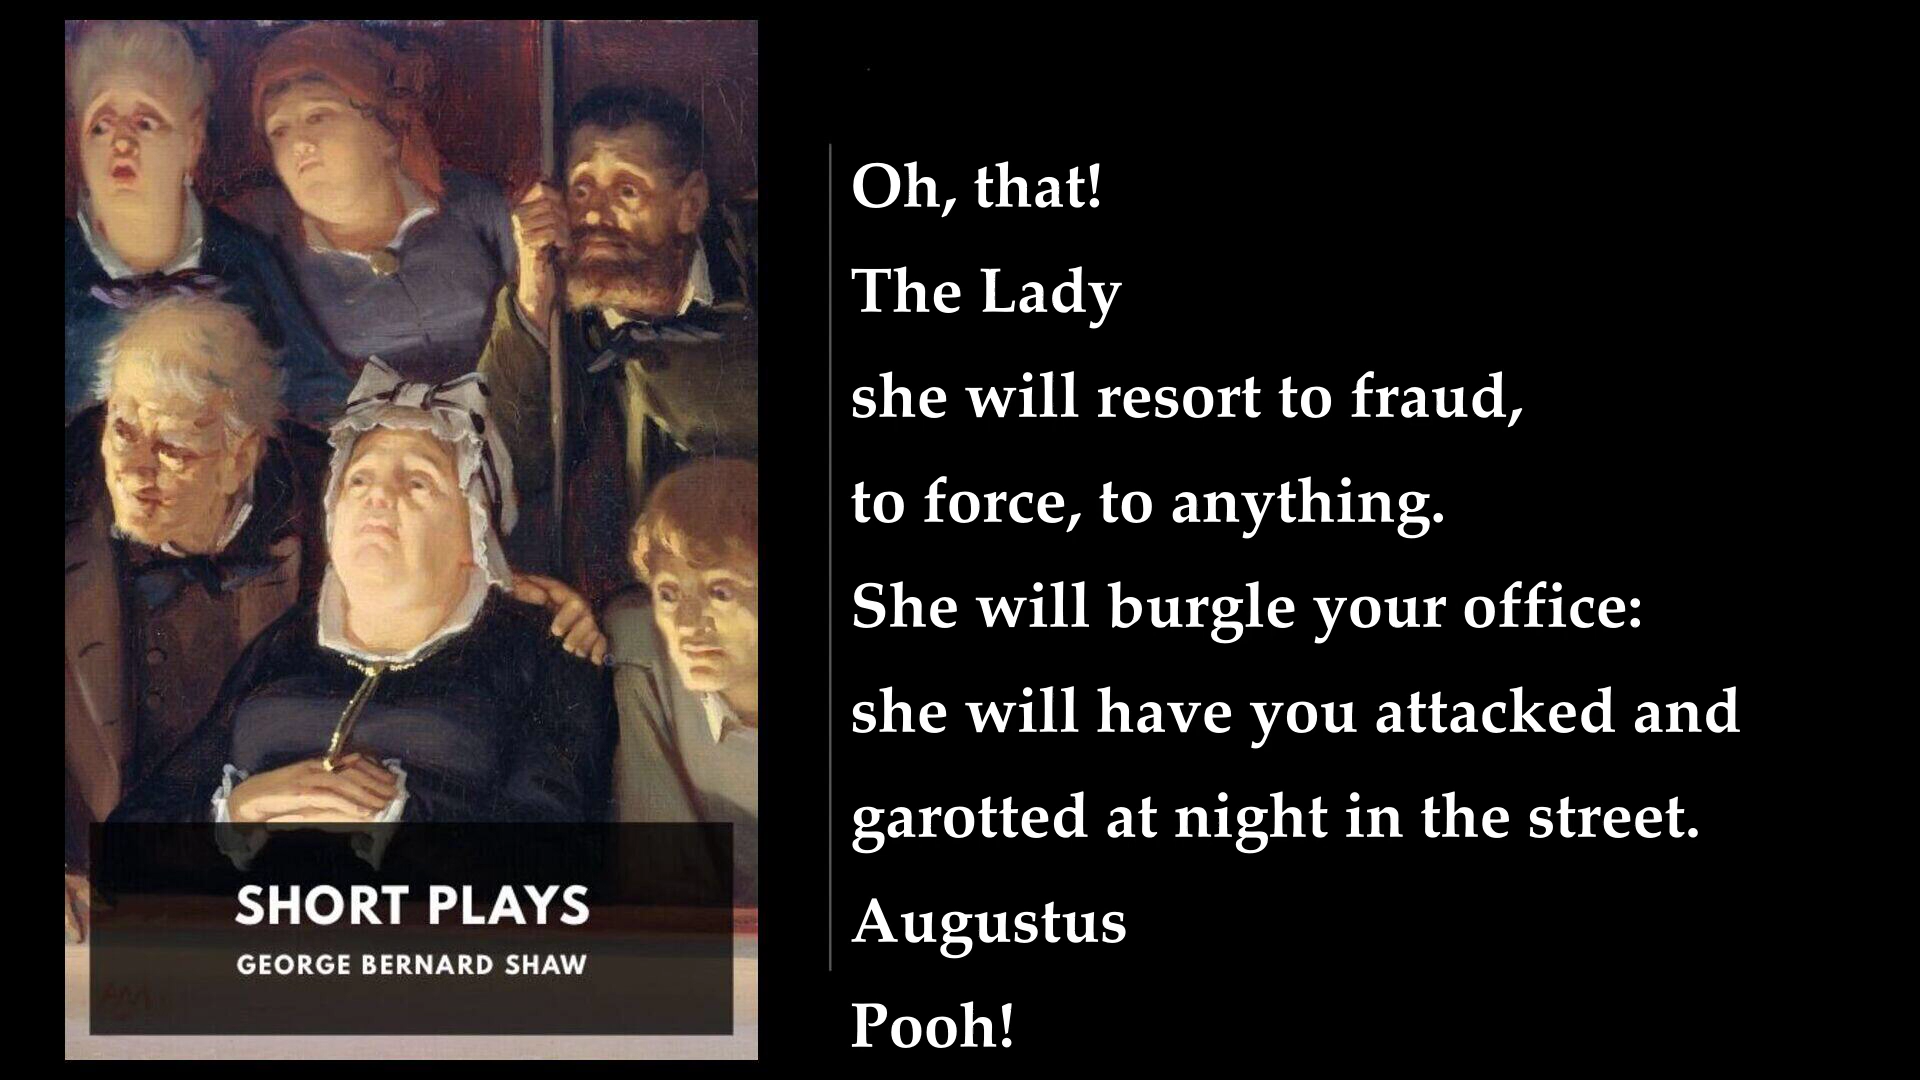 SHORT PLAYS
GEORGE BERNARD SHAW
Oh, that!
The Lady
she will resort to fraud,
to force, to anything.
She will burgle your office:
she will have you attacked and
garotted at night in the street.
Augustus
Pooh!